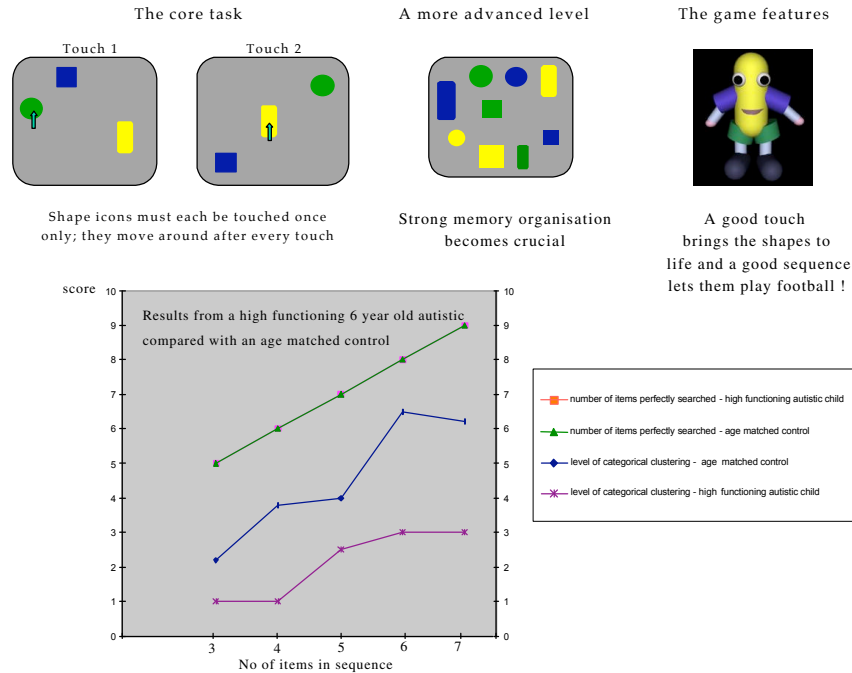 The core task
A more advanced level
The game features
Touch 1
Touch 2
Shape icons must each be touched once
only; they move around after every touch
Strong memory organisation
becomes crucial
A good touch
brings the shapes to
life and a good sequence
lets them play football !
score
Results from a high functioning 6 year old autistic
compared with an age matched control
10
9
8
7
6
5
4
3
2
1
0
10
9
8
7
6
5
4
3
2
1
0
3 4 5 6 7
No of items in sequence
number of items perfectly searched - high functioning autistic child
number of items perfectly searched - age matched control
level of categorical clustering - age matched control
level of categorical clustering - high functioning autistic child